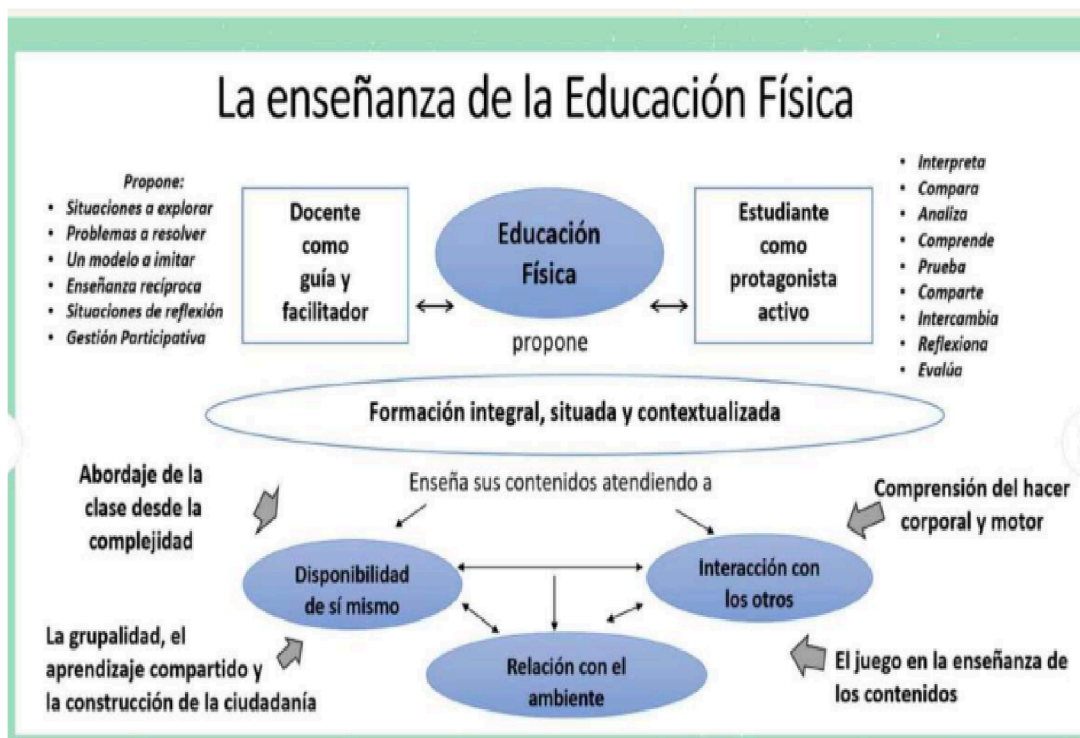 La enseñanza de la Educación Física
Propone:
• Situaciones a explorar
• Problemas a resolver
• Un modelo a imitar
• Enseñanza recíproca
• Situaciones de reflexión
• Gestión Participativa
Docente
como
guía y
facilitador
Educación
Física
propone
Estudiante
como
protagonista
activo
• Interpreta
• Compara
• Analiza
• Comprende
• Prueba
• Comparte
• Intercambia
• Reflexiona
• Evalúa
Formación integral, situada y contextualizada
Abordaje de la
clase desde la
complejidad
Enseña sus contenidos atendiendo a
Comprensión del hacer
corporal y motor
Disponibilidad
de sí mismo
Interacción con
los otros
La grupalidad, el
aprendizaje compartido y
la construcción de la ciudadanía
Relación con el
ambiente
El juego en la enseñanza de
los contenidos